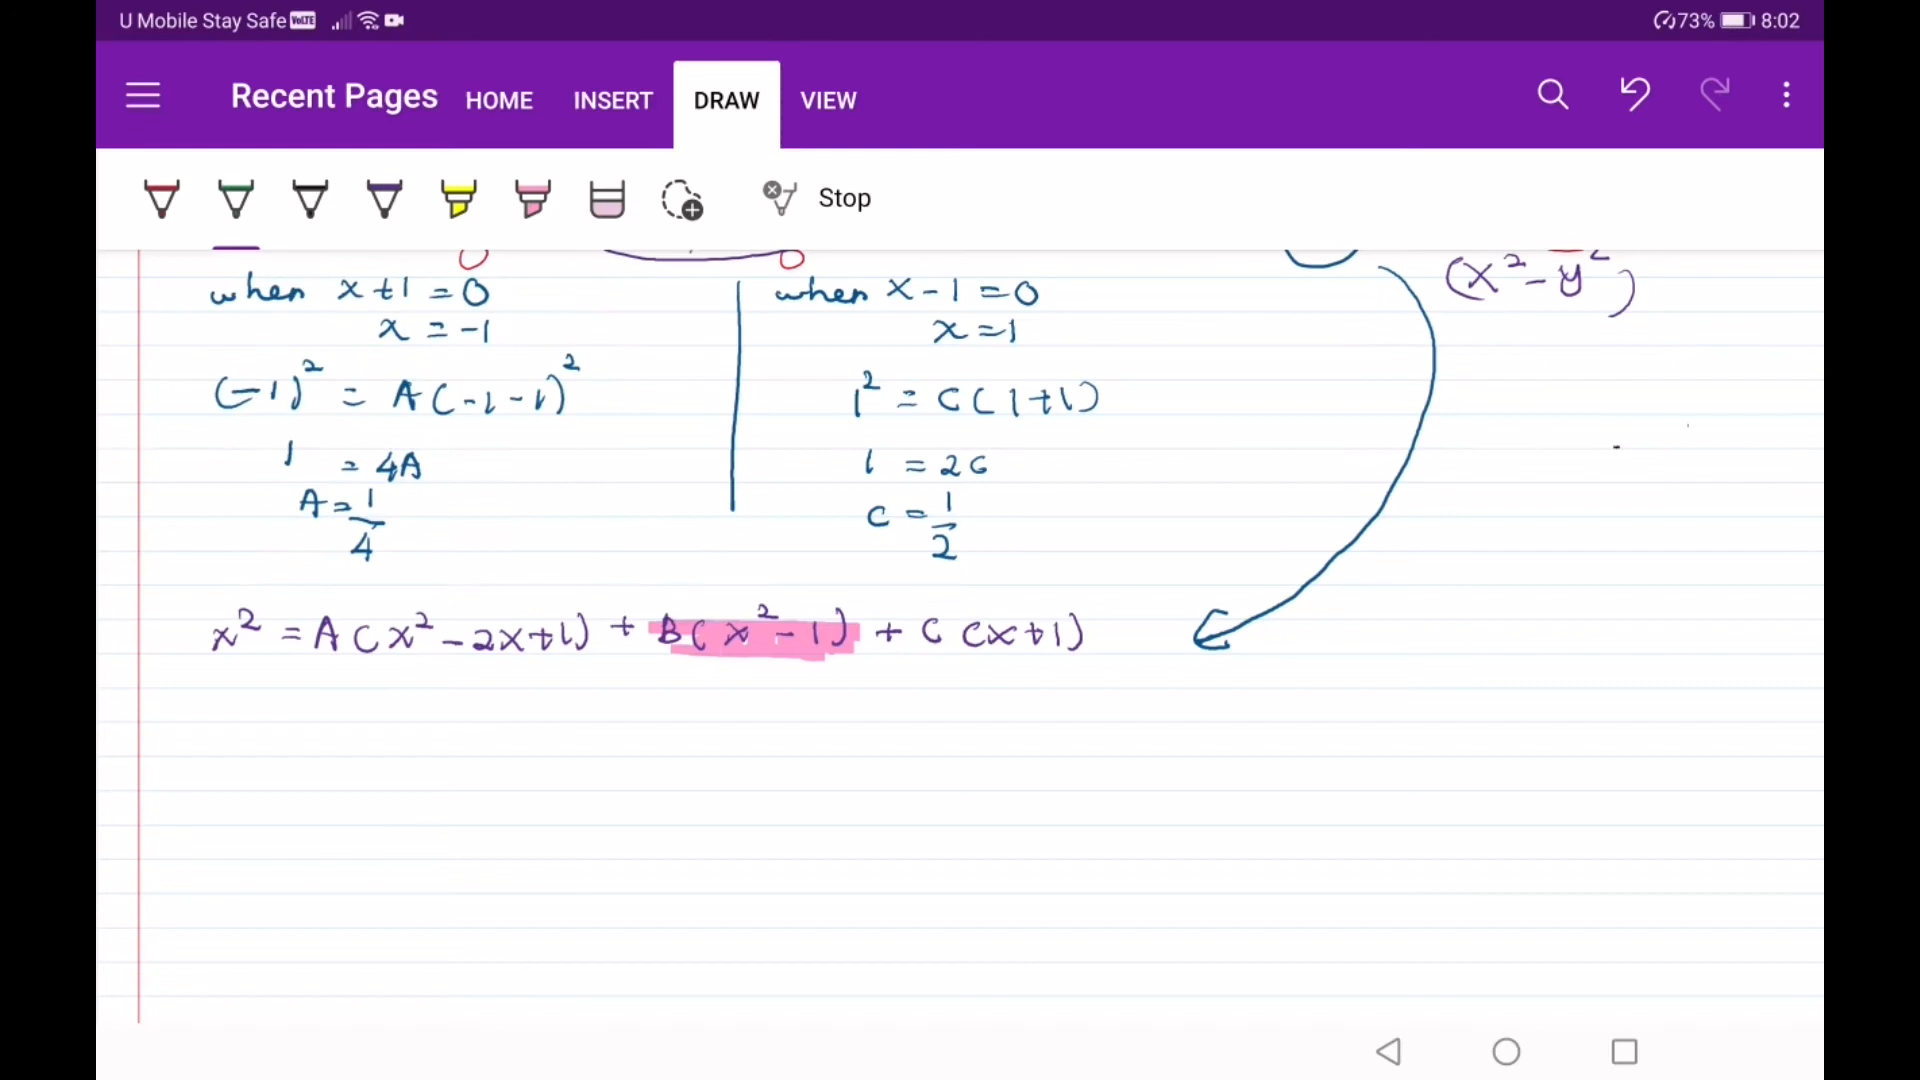 U Mobile Stay Safe VoLTE 73% 8:02
Recent Pages HOME INSERT DRAW VIEW
Stop
(x² - y²)
when x+1 = 0
x = -1
(-1)² = A(-1-1)²
1 = 4A
A = 1/4
when x-1 = 0
x = 1
1² = C(1+1)
1 = 2C
C = 1/2
x² = A(x² - 2x+1) + B(x² - 1) + C(x+1)